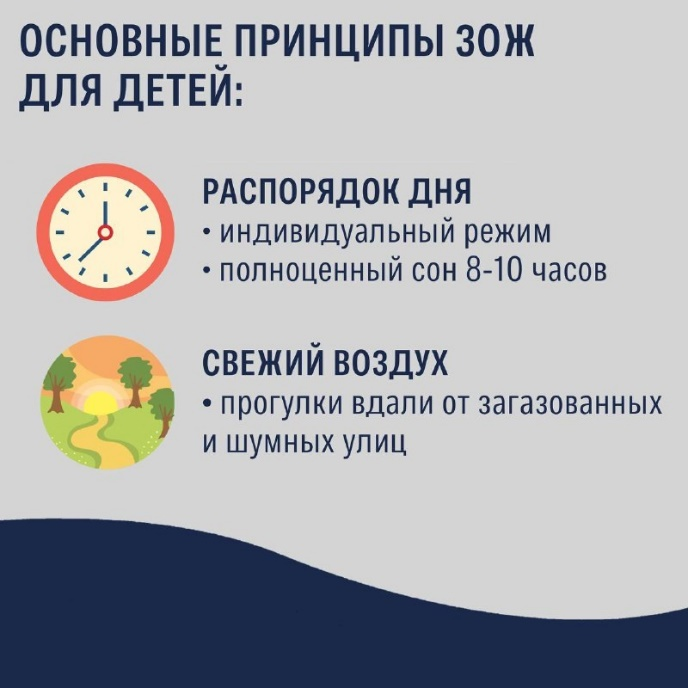 ОСНОВНЫЕ ПРИНЦИПЫ ЗОЖ
ДЛЯ ДЕТЕЙ:
РАСПОРЯДОК ДНЯ
• индивидуальный режим
• полноценный сон 8-10 часов
СВЕЖИЙ ВОЗДУХ
• прогулки вдали от загазованных
и шумных улиц